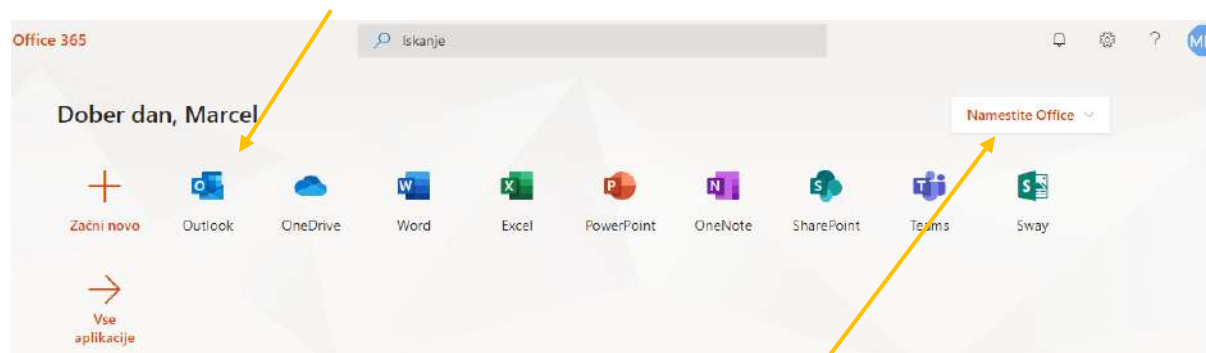 Office 365
Iskanje
?
Dober dan, Marcel
Namestite Office
Začni novo
Outlook
OneDrive
Word
Excel
PowerPoint
OneNote
SharePoint
Teams
Sway
Vse
aplikacije